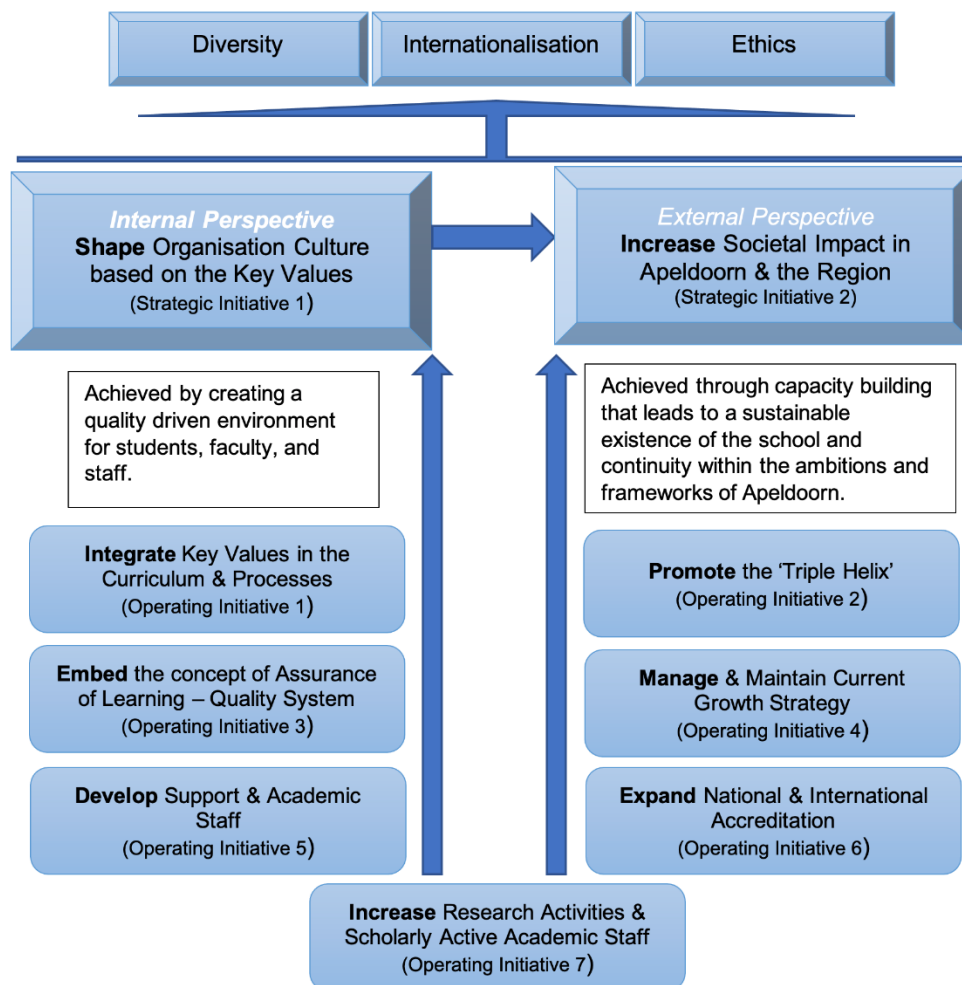 Diversity
Internationalisation
Ethics
Internal Perspective
Shape Organisation Culture
based on the Key Values
(Strategic Initiative 1)
External Perspective
Increase Societal Impact in
Apeldoorn & the Region
(Strategic Initiative 2)
Achieved by creating a
quality driven environment
for students, faculty, and
staff.
Achieved through capacity building
that leads to a sustainable
existence of the school and
continuity within the ambitions and
frameworks of Apeldoorn.
Integrate Key Values in the
Curriculum & Processes
(Operating Initiative 1)
Promote the ‘Triple Helix’
(Operating Initiative 2)
Embed the concept of Assurance
of Learning – Quality System
(Operating Initiative 3)
Manage & Maintain Current
Growth Strategy
(Operating Initiative 4)
Develop Support & Academic
Staff
(Operating Initiative 5)
Expand National & International
Accreditation
(Operating Initiative 6)
Increase Research Activities &
Scholarly Active Academic Staff
(Operating Initiative 7)